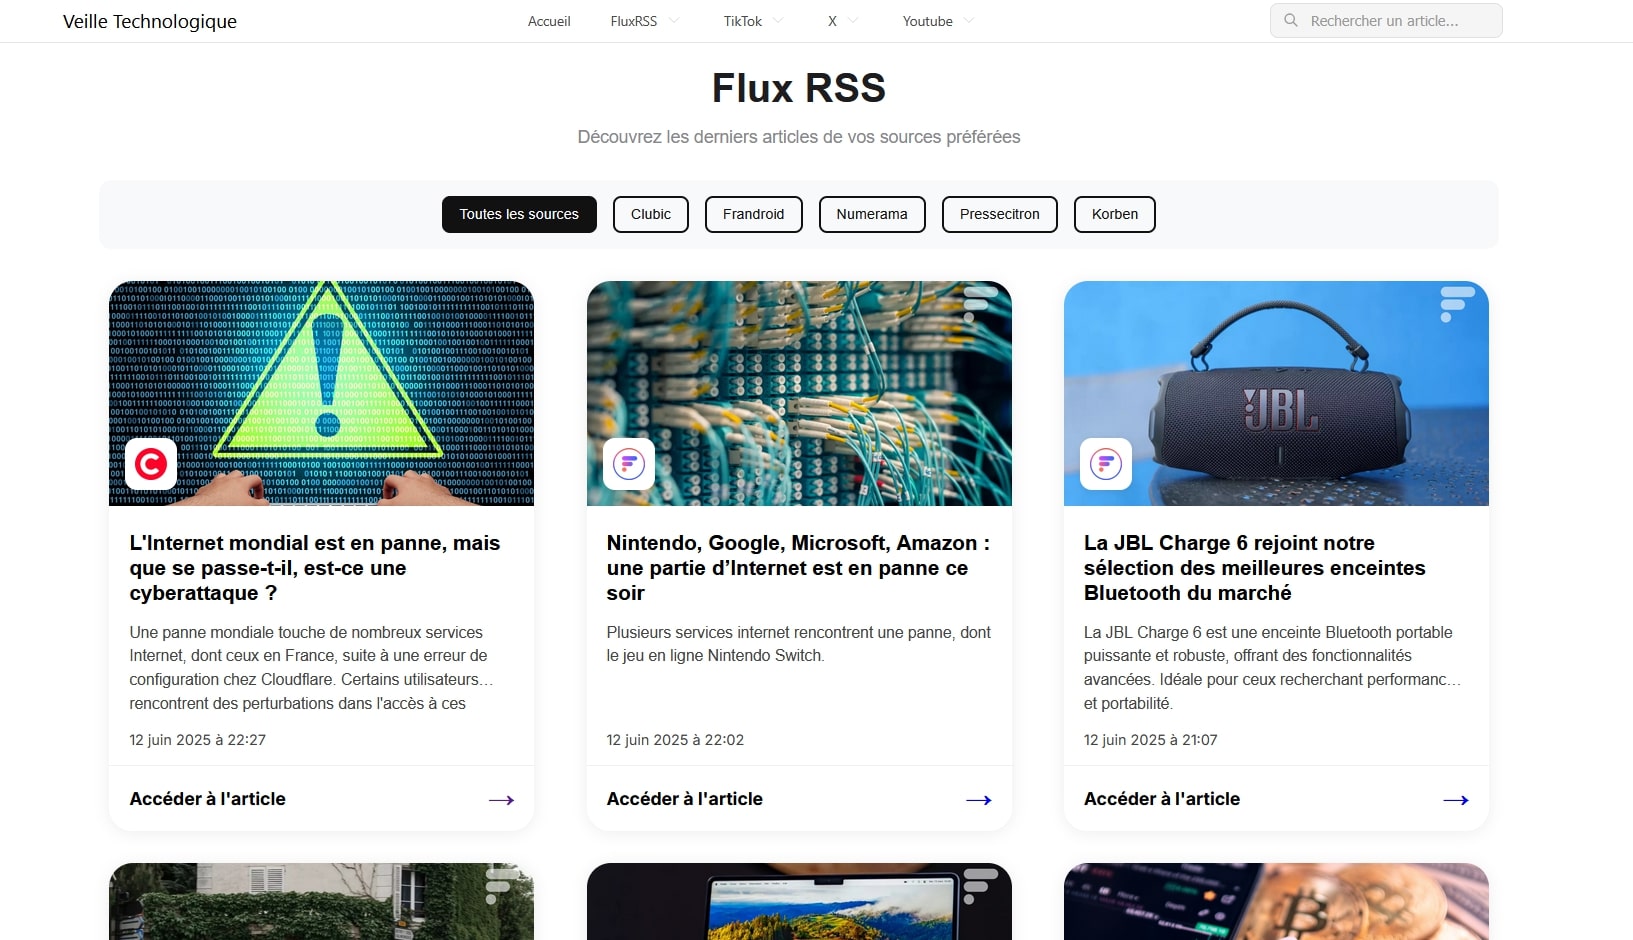 Veille Technologique
Accueil
FluxRSS
TikTok
X
Youtube
Rechercher un article...
Flux RSS
Découvrez les derniers articles de vos sources préférées
Toutes les sources
Clubic
Frandroid
Numerama
Pressecitron
Korben
JBL
L'Internet mondial est en panne, mais
que se passe-t-il, est-ce une
cyberattaque ?
Une panne mondiale touche de nombreux services
Internet, dont ceux en France, suite à une erreur de
configuration chez Cloudflare. Certains utilisateurs…
rencontrent des perturbations dans l'accès à ces
12 juin 2025 à 22:27
Accéder à l'article
Nintendo, Google, Microsoft, Amazon :
une partie d’Internet est en panne ce
soir
Plusieurs services internet rencontrent une panne, dont
le jeu en ligne Nintendo Switch.
12 juin 2025 à 22:02
Accéder à l'article
La JBL Charge 6 rejoint notre
sélection des meilleures enceintes
Bluetooth du marché
La JBL Charge 6 est une enceinte Bluetooth portable
puissante et robuste, offrant des fonctionnalités
avancées. Idéale pour ceux recherchant performanc…
et portabilité.
12 juin 2025 à 21:07
Accéder à l'article